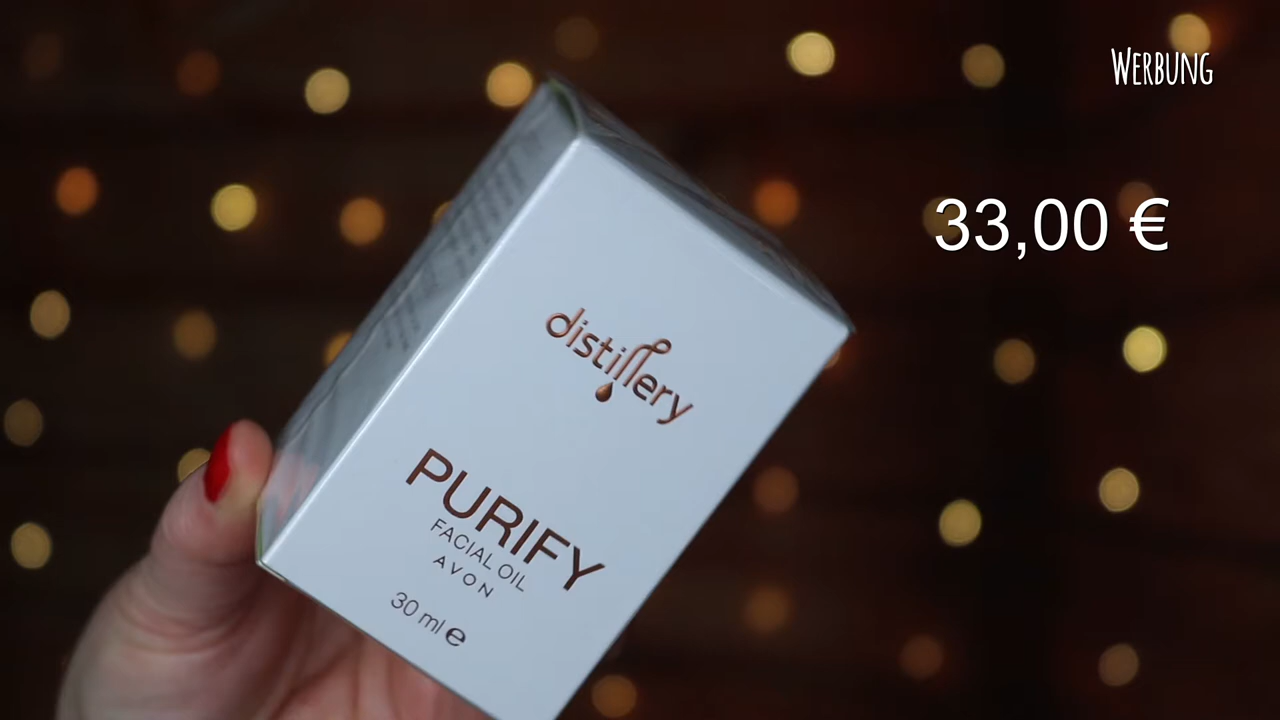 WERBUNG
33,00 €
distillery
PURIFY
FACIAL OIL
AVON
30 ml e